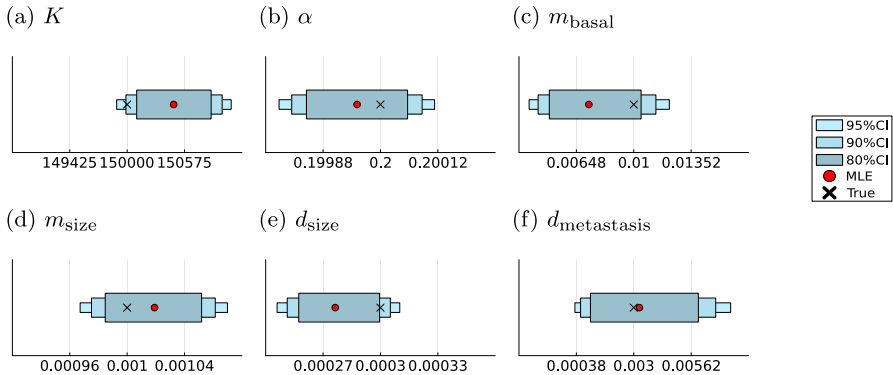 (a) K
(b) α
(c) m_basal
149425 150000 150575
0.19988 0.2 0.20012
0.00648 0.01 0.01352
95%CI
90%CI
80%CI
MLE
True
(d) m_size
(e) d_size
(f) d_metastasis
0.00096 0.001 0.00104
0.00027 0.0003 0.00033
0.00038 0.003 0.00562